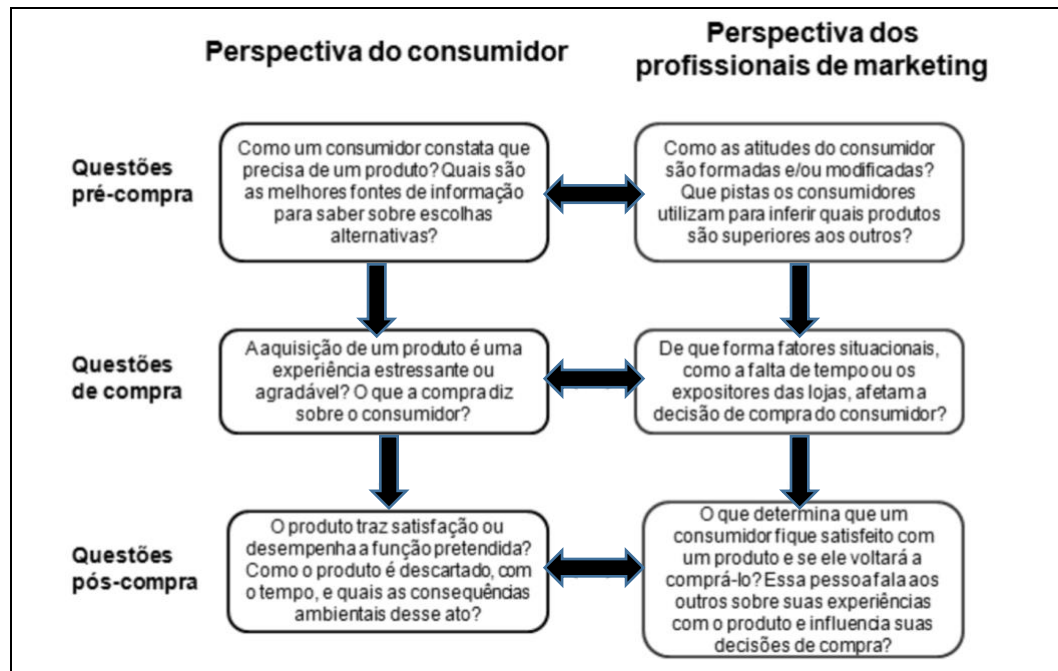 Perspectiva do consumidor
Perspectiva dos
profissionais de marketing
Questões
pré-compra
Como um consumidor constata que
precisa de um produto? Quais são
as melhores fontes de informação
para saber sobre escolhas
alternativas?
Como as atitudes do consumidor
são formadas e/ou modificadas?
Que pistas os consumidores
utilizam para inferir quais produtos
são superiores aos outros?
Questões
de compra
A aquisição de um produto é uma
experiência estressante ou
agradável? O que a compra diz
sobre o consumidor?
De que forma fatores situacionais,
como a falta de tempo ou os
expositores das lojas, afetam a
decisão de compra do consumidor?
Questões
pós-compra
O produto traz satisfação ou
desempenha a função pretendida?
Como o produto é descartado, com
o tempo, e quais as consequências
ambientais desse ato?
O que determina que um
consumidor fique satisfeito com
um produto e se ele voltará a
comprá-lo? Essa pessoa fala aos
outros sobre suas experiências
com o produto e influencia suas
decisões de compra?